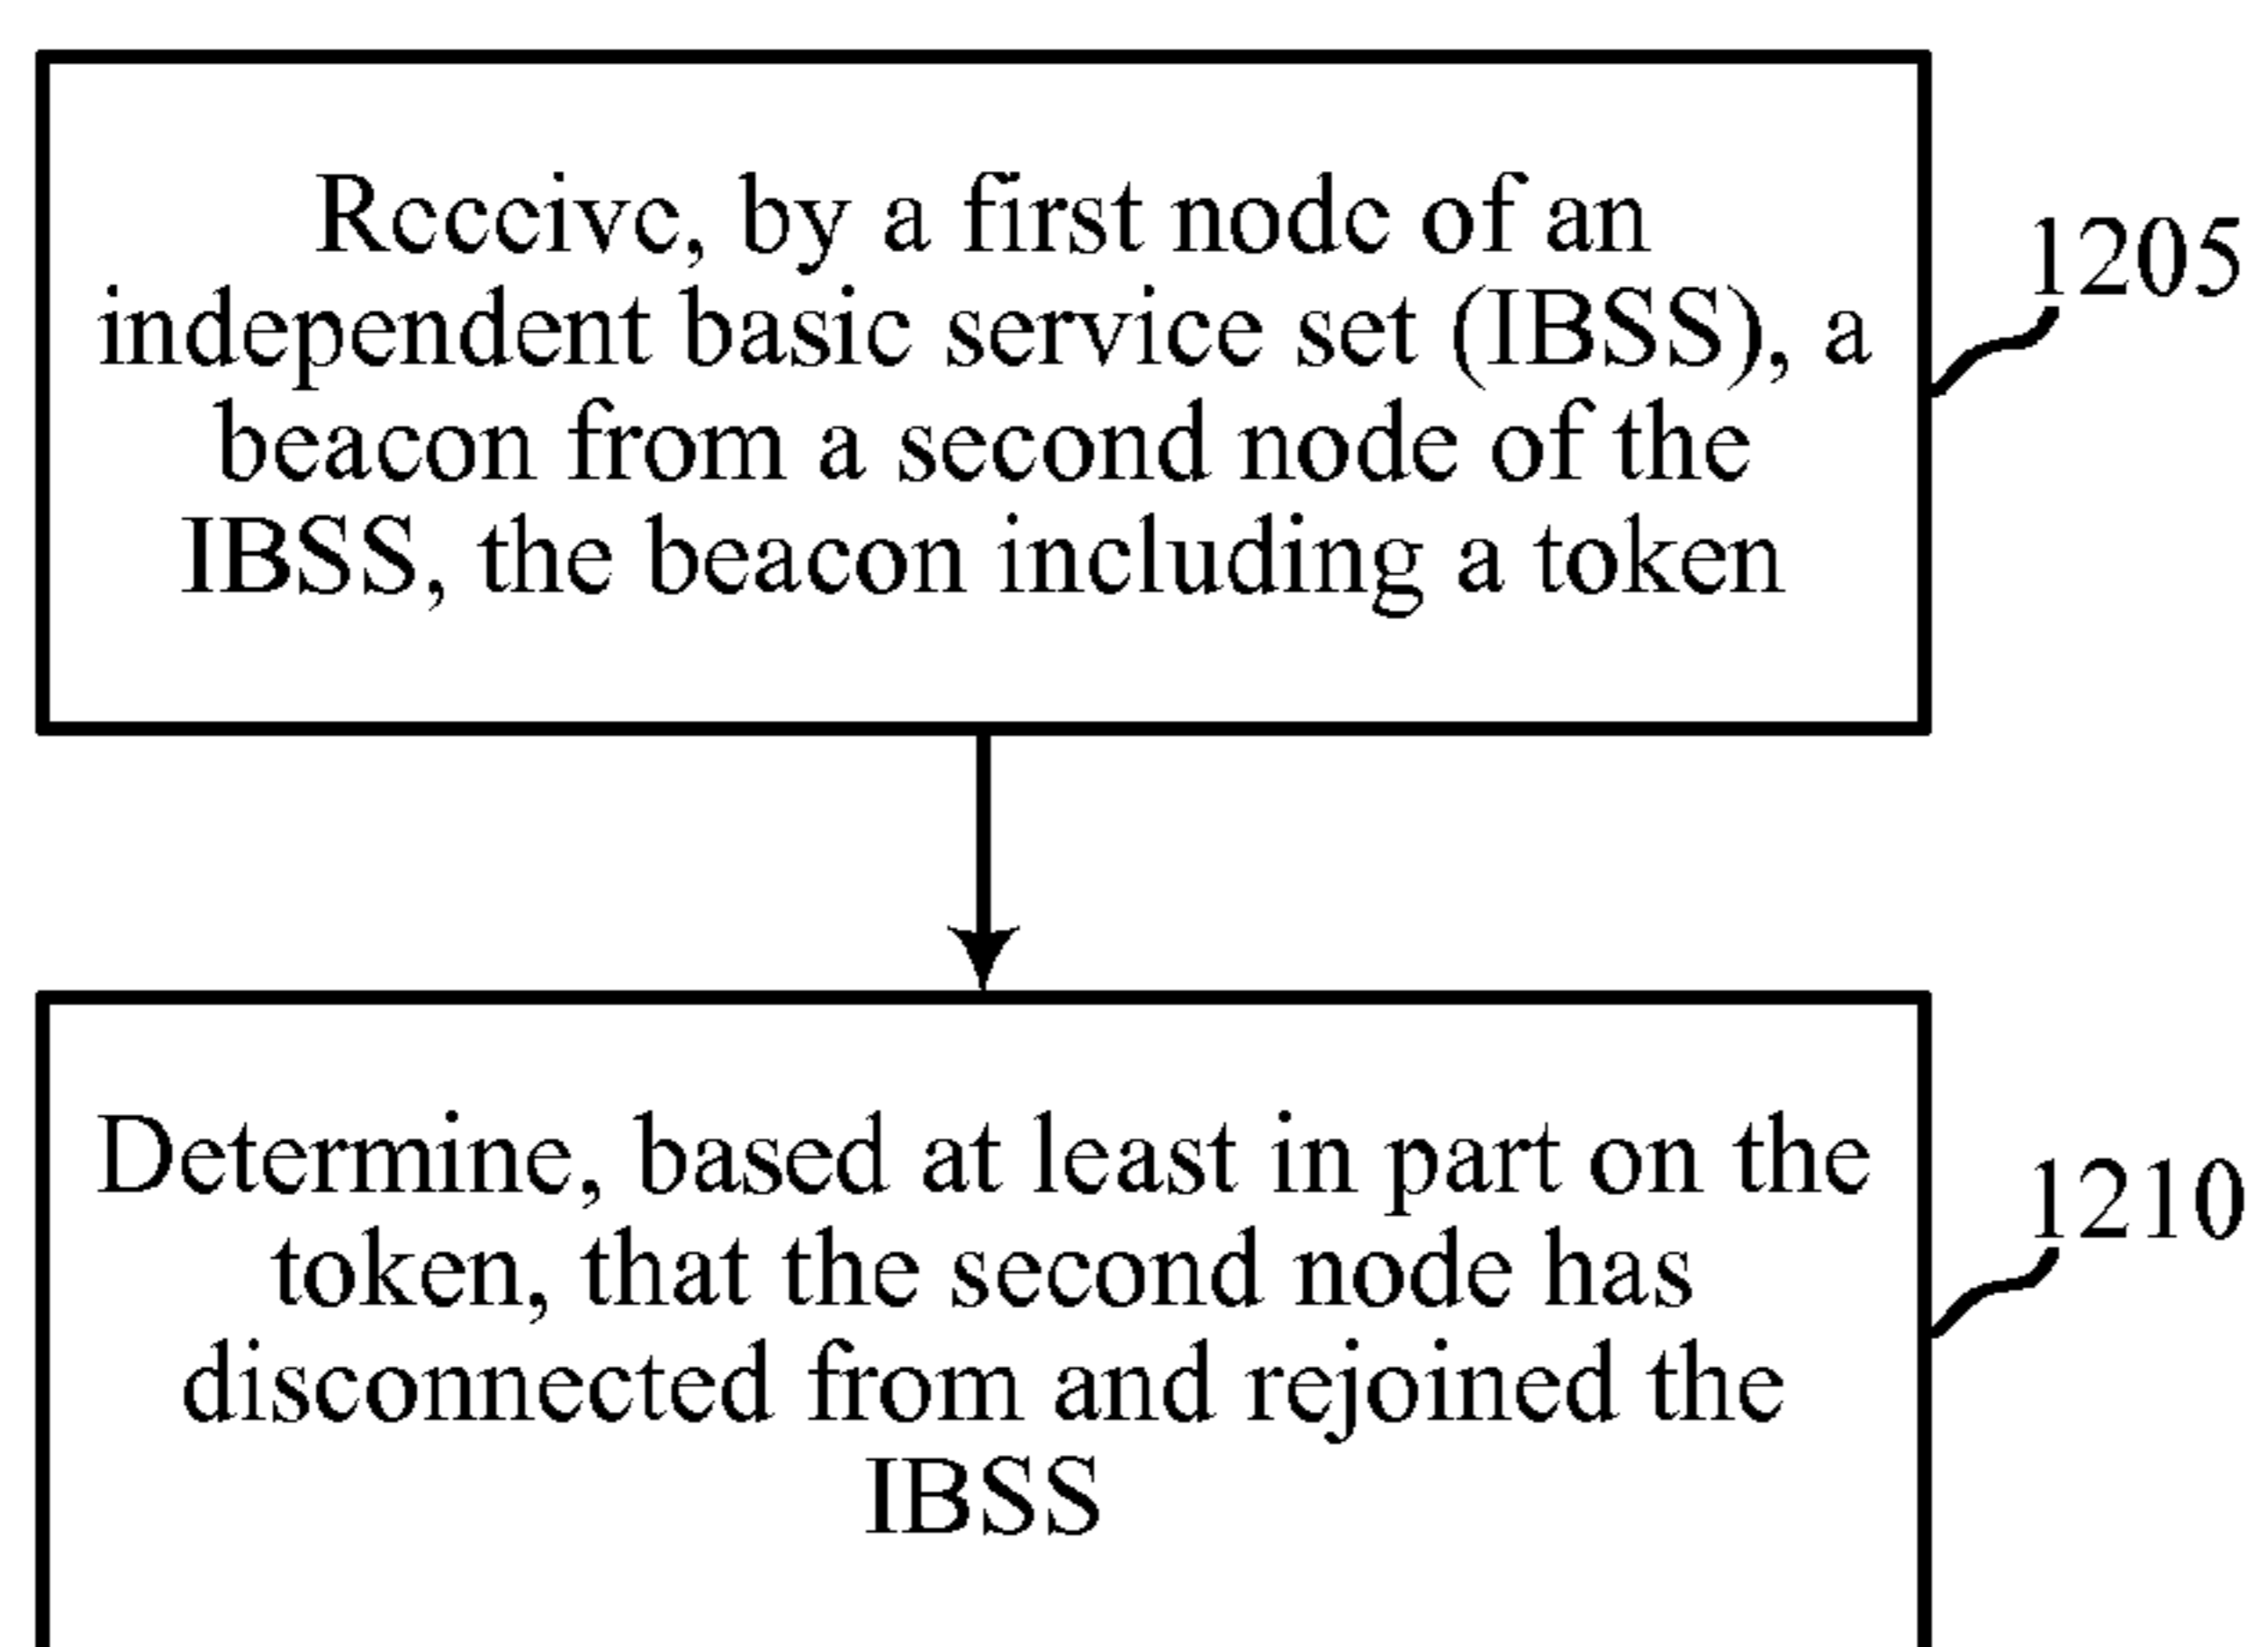 Receive, by a first node of an
independent basic service set (IBSS), a
beacon from a second node of the
IBSS, the beacon including a token
1205
Determine, based at least in part on the
token, that the second node has
disconnected from and rejoined the
IBSS
1210